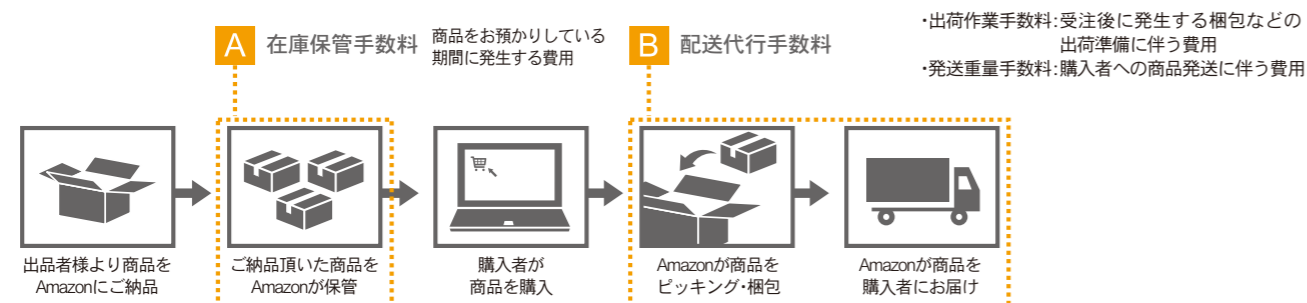 A 在庫保管手数料
商品をお預かりしている
期間に発生する費用
B 配送代行手数料
・出荷作業手数料:受注後に発生する梱包などの
出荷準備に伴う費用
・発送重量手数料:購入者への商品発送に伴う費用
出品者様より商品を
Amazonにご納品
ご納品頂いた商品を
Amazonが保管
購入者が
商品を購入
Amazonが商品を
ピッキング・梱包
Amazonが商品を
購入者にお届け